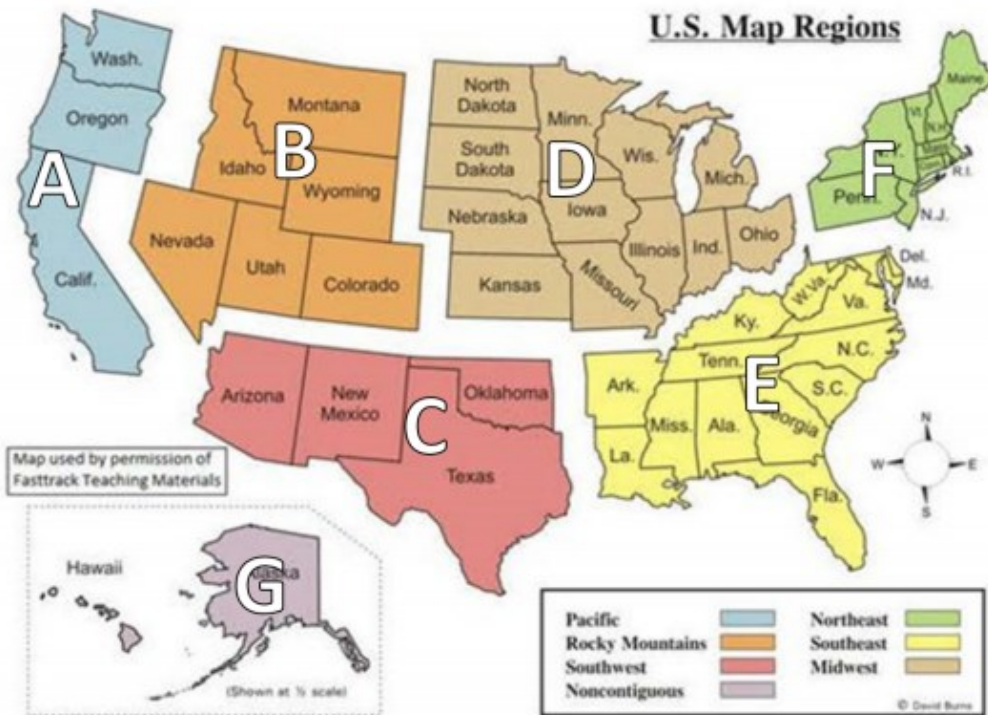 U.S. Map Regions
Wash.
Oregon
A
Calif.
Montana
B
Idaho
Wyoming
Nevada
Utah
Colorado
North
Dakota
Minn.
South
Dakota
D
Wis.
Mich.
Nebraska
Iowa
Illinois
Ind.
Ohio
Kansas
Missouri
Maine
Vt.
N.H.
Mass.
F
R.I.
Penn.
N.J.
Del.
Md.
W.Va.
Va.
Ky.
N.C.
Tenn.
E
S.C.
Ark.
Miss.
Ala.
La.
Fla.
Arizona
New
Mexico
Oklahoma
C
Texas
Map used by permission of
Fasttrack Teaching Materials
N
W
E
S
Hawaii
G
(Shown at ½ scale)
Pacific
Rocky Mountains
Southwest
Noncontiguous
Northeast
Southeast
Midwest
© David Burns